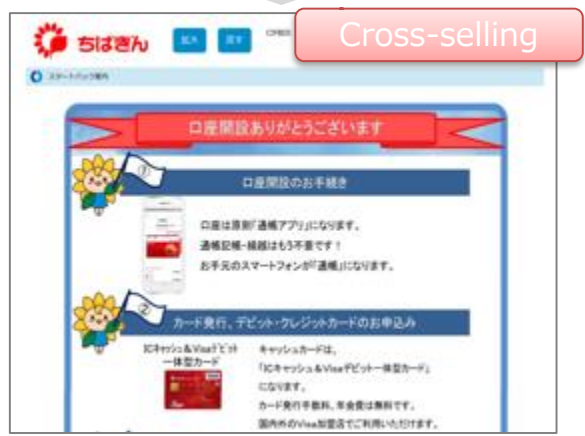 Cross-selling
ちばぎん
拡大
スタートパック案内
口座開設ありがとうございます
①
口座開設のお手続き
口座は原則「通帳アプリ」になります。
通帳記帳・繰越はもう不要です！
お手元のスマートフォンが「通帳」になります。
②
カード発行、デビット・クレジットカードのお申込み
ICキャッシュ&Visaデビット
一体型カード
キャッシュカードは、
「ICキャッシュ&Visaデビット一体型カード」
になります。
カード発行手数料、年会費は無料です。
国内外のVisa加盟店でご利用いただけます。